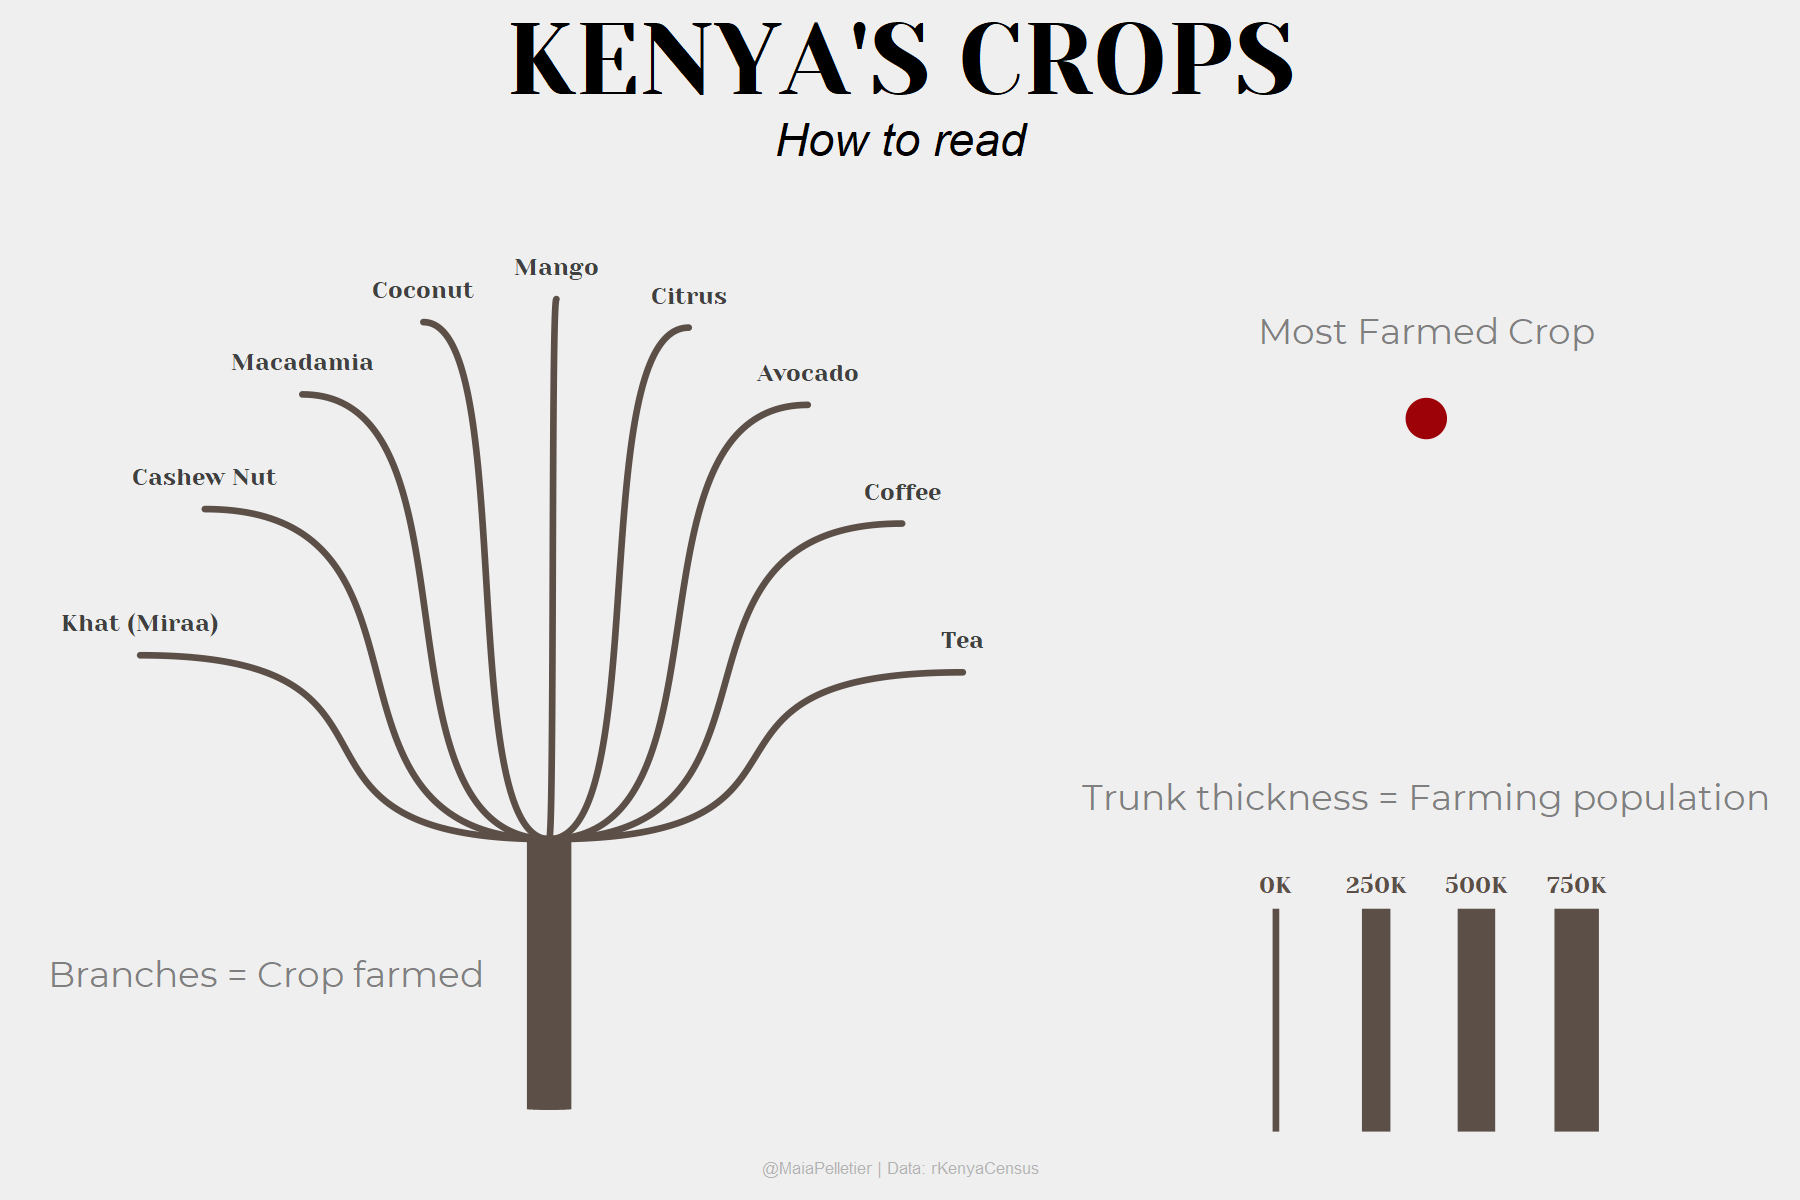 KENYA'S CROPS
How to read
Mango
Coconut
Citrus
Macadamia
Avocado
Cashew Nut
Coffee
Khat (Miraa)
Tea
Branches = Crop farmed
Most Farmed Crop
Trunk thickness = Farming population
0K 250K 500K 750K
@MaiaPelletier | Data: rKenyaCensus